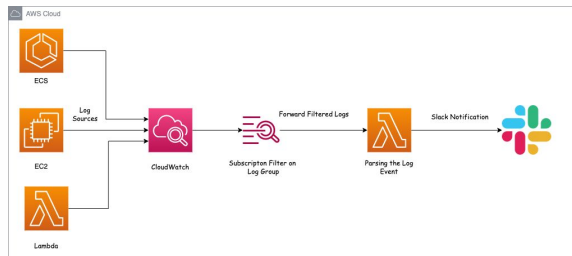 AWS Cloud
ECS
Log
Sources
EC2
Lambda
CloudWatch
Subscripton Filter on
Log Group
Forward Filtered Logs
Parsing the Log
Event
Slack Notification